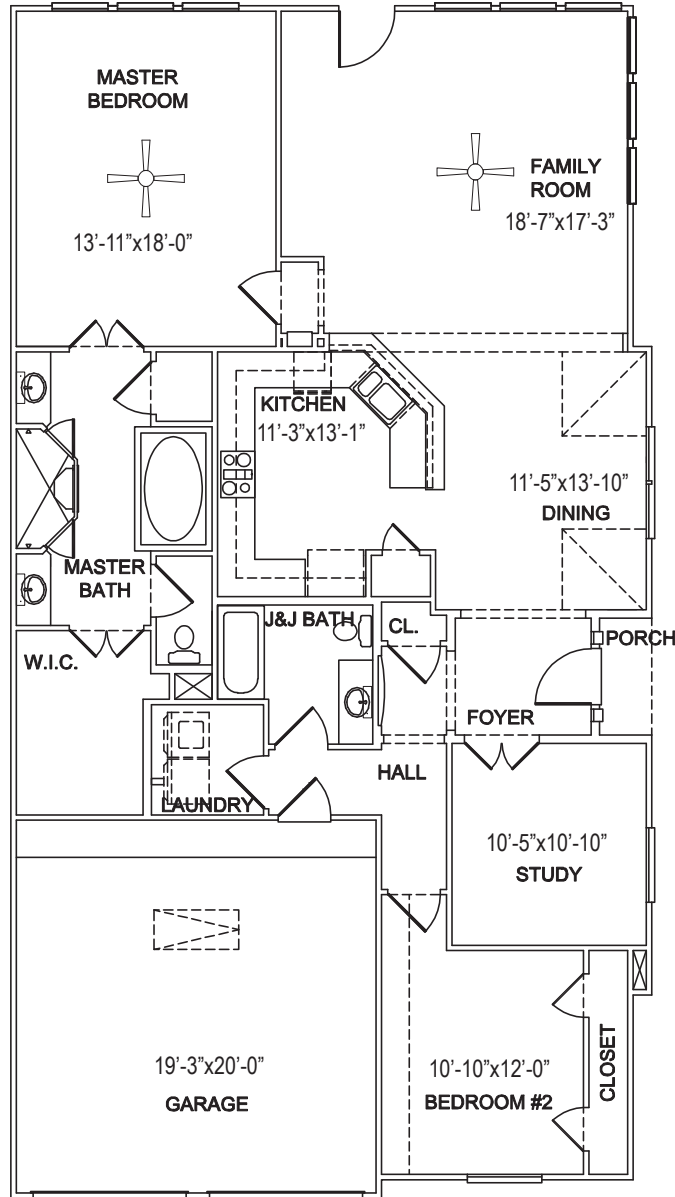 MASTER
BEDROOM
13'-11"x18'-0"
FAMILY
ROOM
18'-7"x17'-3"
KITCHEN
11'-3"x13'-1"
11'-5"x13'-10"
DINING
MASTER
BATH
J&J BATH
CL.
PORCH
W.I.C.
FOYER
HALL
LAUNDRY
10'-5"x10'-10"
STUDY
19'-3"x20'-0"
GARAGE
10'-10"x12'-0"
BEDROOM #2
CLOSET